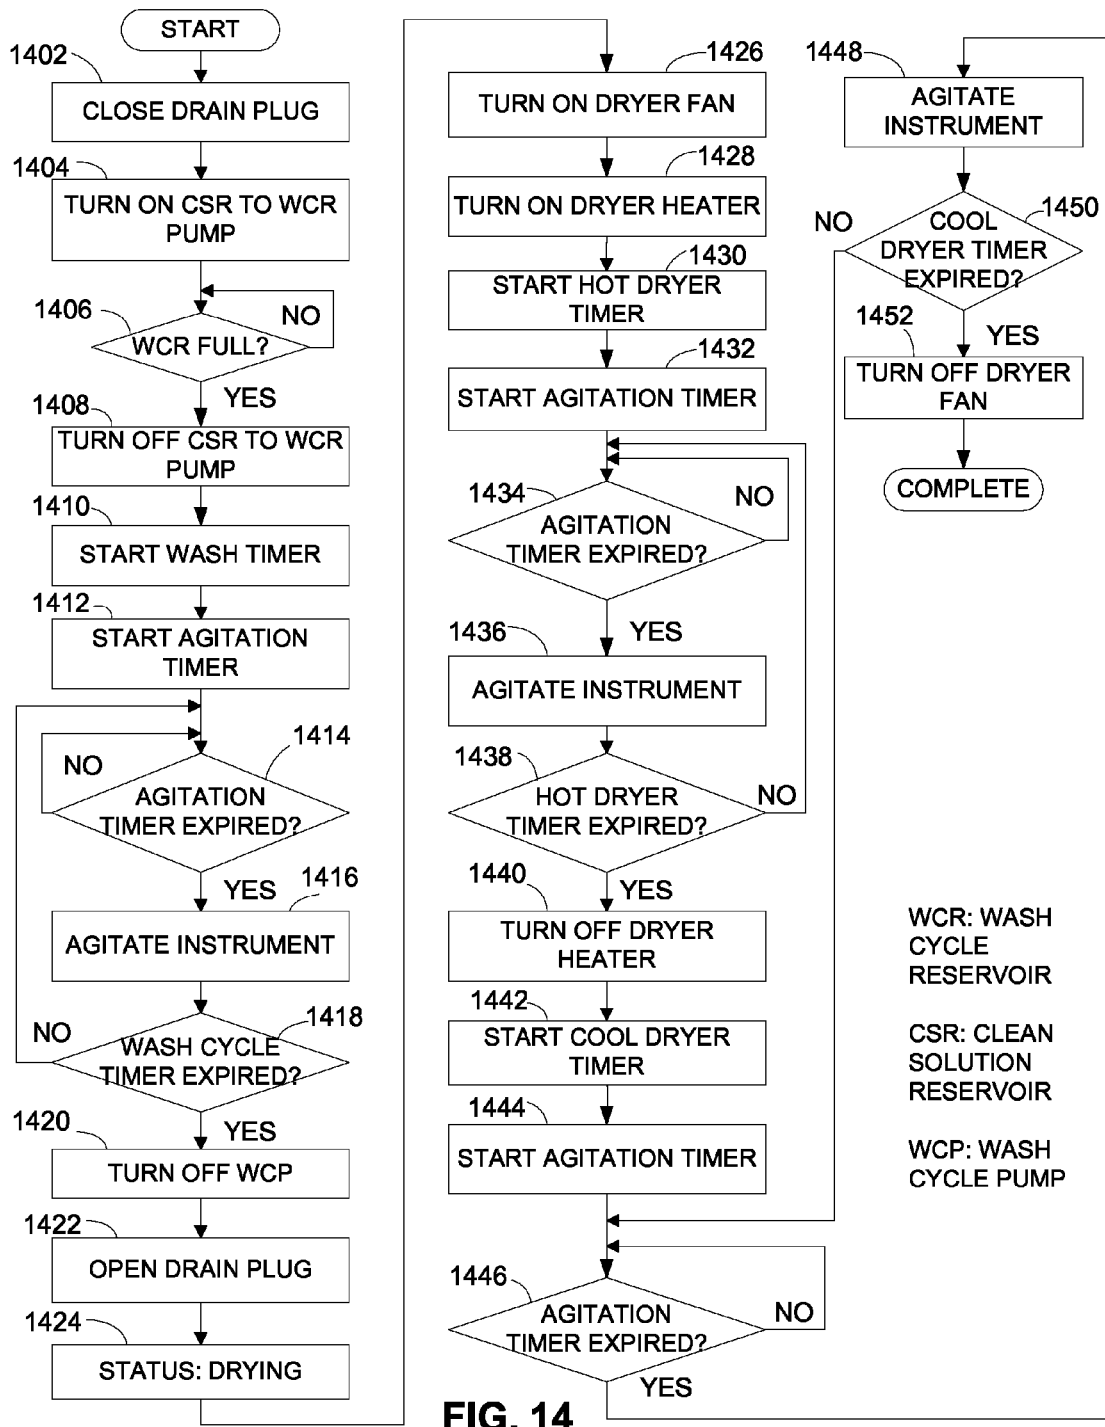 START
1402
CLOSE DRAIN PLUG
1404
TURN ON CSR TO WCR
PUMP
1406
NO
WCR FULL?
YES
1408
TURN OFF CSR TO WCR
PUMP
1410
START WASH TIMER
1412
START AGITATION
TIMER
1414
NO
AGITATION
TIMER EXPIRED?
YES
1416
AGITATE INSTRUMENT
1418
NO
WASH CYCLE
TIMER EXPIRED?
YES
1420
TURN OFF WCP
1422
OPEN DRAIN PLUG
1424
STATUS: DRYING
1426
TURN ON DRYER FAN
1428
TURN ON DRYER HEATER
1430
START HOT DRYER
TIMER
1432
START AGITATION TIMER
1434
NO
AGITATION
TIMER EXPIRED?
YES
1436
AGITATE INSTRUMENT
1438
HOT DRYER
TIMER EXPIRED?
NO
YES
1440
TURN OFF DRYER
HEATER
1442
START COOL DRYER
TIMER
1444
START AGITATION TIMER
1446
AGITATION
TIMER EXPIRED?
NO
YES
1448
AGITATE
INSTRUMENT
1450
NO
COOL
DRYER TIMER
EXPIRED?
YES
1452
TURN OFF DRYER
FAN
COMPLETE
WCR: WASH
CYCLE
RESERVOIR
CSR: CLEAN
SOLUTION
RESERVOIR
WCP: WASH
CYCLE PUMP
FIG. 14